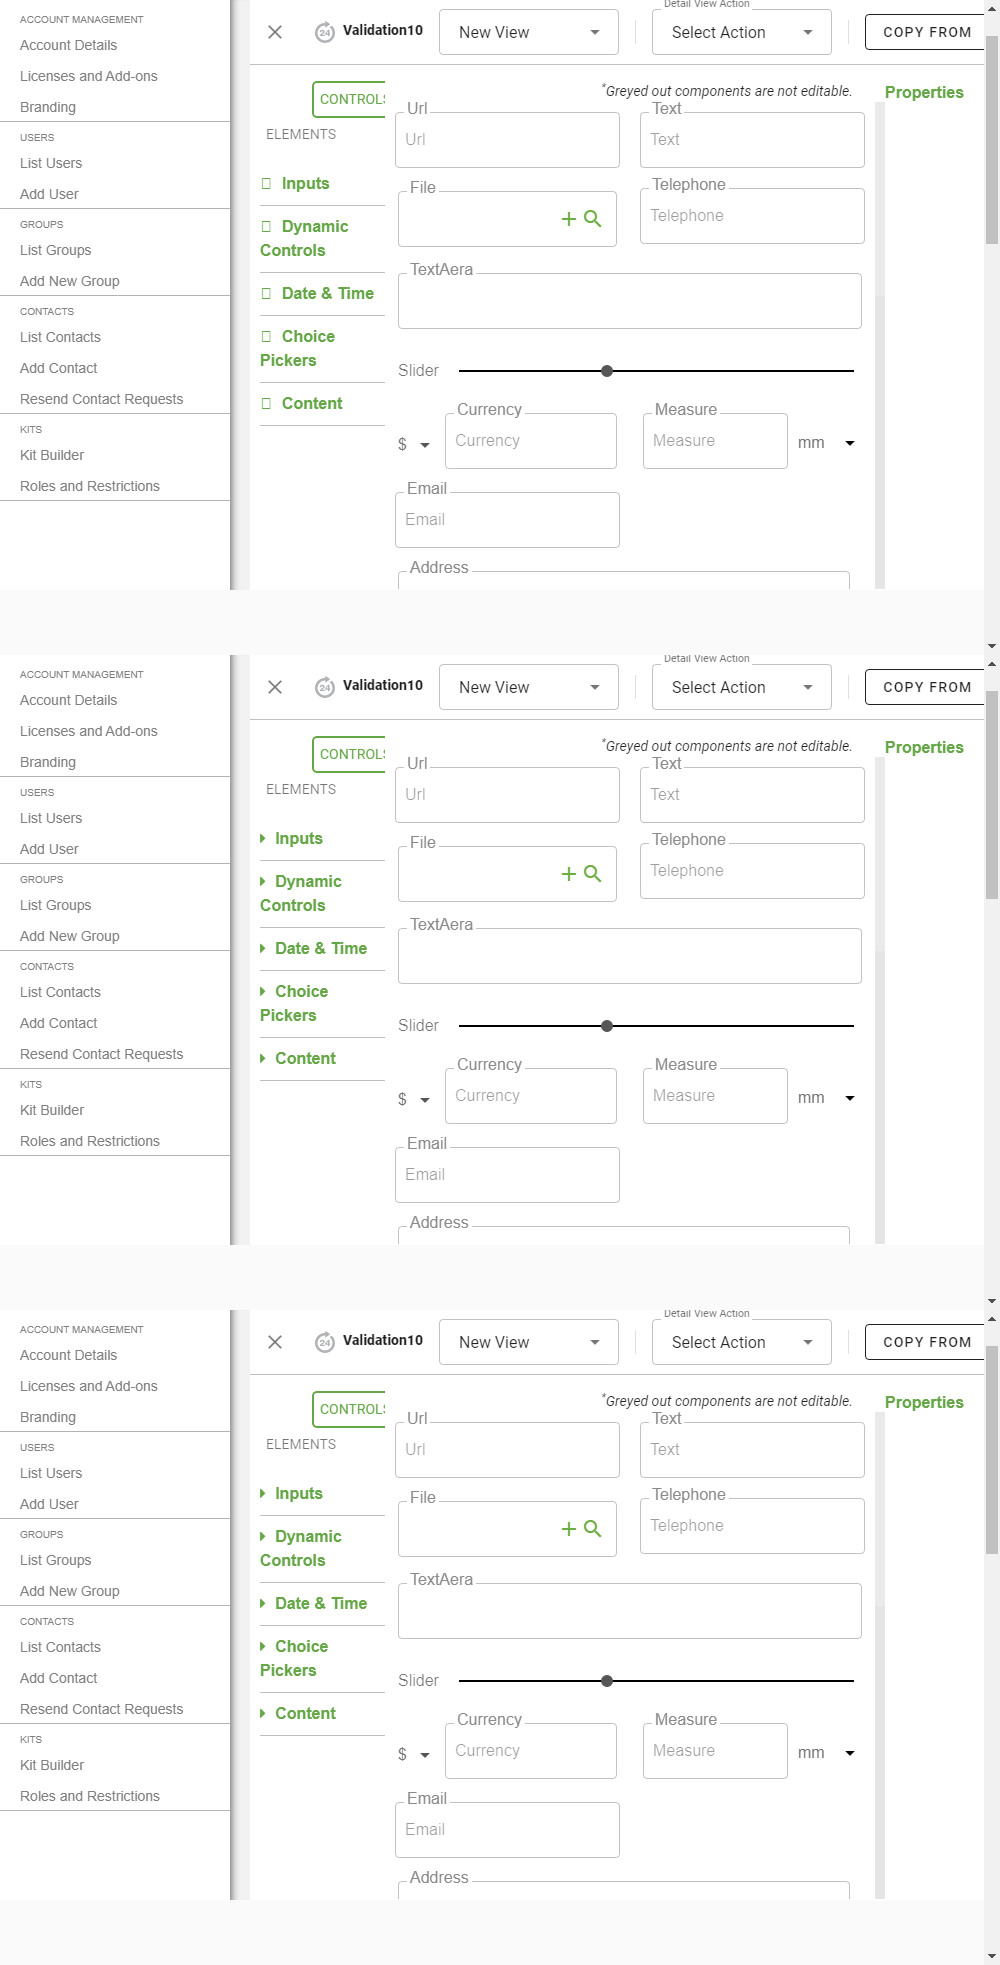 ACCOUNT MANAGEMENT
Account Details
Licenses and Add-ons
Branding
USERS
List Users
Add User
GROUPS
List Groups
Add New Group
CONTACTS
List Contacts
Add Contact
Resend Contact Requests
KITS
Kit Builder
Roles and Restrictions
24
Validation10
New View
Detail View Action
Select Action
COPY FROM
CONTROLS
ELEMENTS
Inputs
Dynamic
Controls
Date & Time
Choice
Pickers
Content
*Greyed out components are not editable.
Properties
Url
Url
Text
Text
File
Telephone
Telephone
TextAera
Slider
$
Currency
Currency
Measure
Measure
mm
Email
Email
Address
ACCOUNT MANAGEMENT
Account Details
Licenses and Add-ons
Branding
USERS
List Users
Add User
GROUPS
List Groups
Add New Group
CONTACTS
List Contacts
Add Contact
Resend Contact Requests
KITS
Kit Builder
Roles and Restrictions
24
Validation10
New View
Detail View Action
Select Action
COPY FROM
CONTROLS
ELEMENTS
Inputs
Dynamic
Controls
Date & Time
Choice
Pickers
Content
*Greyed out components are not editable.
Properties
Url
Url
Text
Text
File
Telephone
Telephone
TextAera
Slider
$
Currency
Currency
Measure
Measure
mm
Email
Email
Address
ACCOUNT MANAGEMENT
Account Details
Licenses and Add-ons
Branding
USERS
List Users
Add User
GROUPS
List Groups
Add New Group
CONTACTS
List Contacts
Add Contact
Resend Contact Requests
KITS
Kit Builder
Roles and Restrictions
24
Validation10
New View
Detail View Action
Select Action
COPY FROM
CONTROLS
ELEMENTS
Inputs
Dynamic
Controls
Date & Time
Choice
Pickers
Content
*Greyed out components are not editable.
Properties
Url
Url
Text
Text
File
Telephone
Telephone
TextAera
Slider
$
Currency
Currency
Measure
Measure
mm
Email
Email
Address